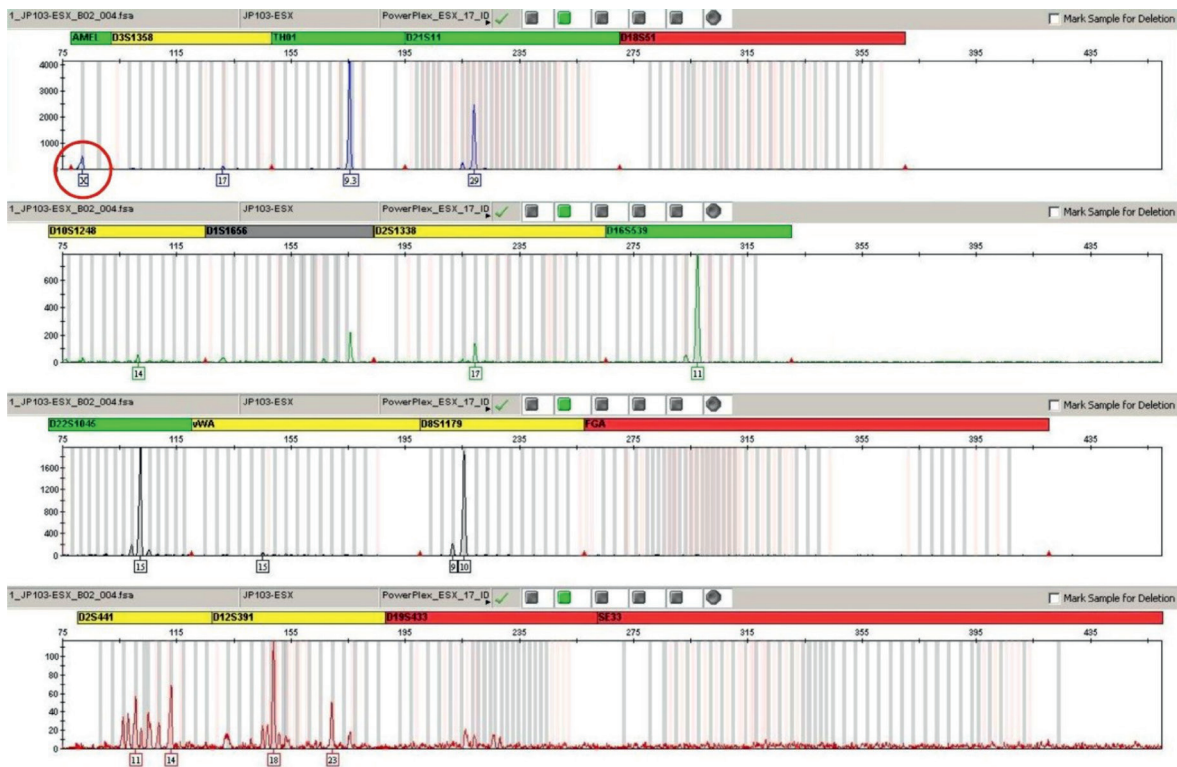 1_JP103-ESX_B02_004.fsa JP103-ESX PowerPlex_ESX_17_ID Mark Sample for Deletion
AMEL D3S1358 TH01 D21S11 D18S51
75 115 155 195 235 275 315 355 395 435
4000
3000
2000
1000
X 17 9.3 29
1_JP103-ESX_B02_004.fsa JP103-ESX PowerPlex_ESX_17_ID Mark Sample for Deletion
D10S1248 D1S1656 D2S1338 D16S539
75 115 155 195 235 275 315 355 395 435
600
400
200
0
14 17 11
1_JP103-ESX_B02_004.fsa JP103-ESX PowerPlex_ESX_17_ID Mark Sample for Deletion
D22S1045 vWA D8S1179 FGA
75 115 155 195 235 275 315 355 395 435
1600
1200
800
400
0
15 15 9 10
1_JP103-ESX_B02_004.fsa JP103-ESX PowerPlex_ESX_17_ID Mark Sample for Deletion
D2S441 D12S391 D19S433 SE33
75 115 155 195 235 275 315 355 395 435
100
80
60
40
20
0
11 14 18 23